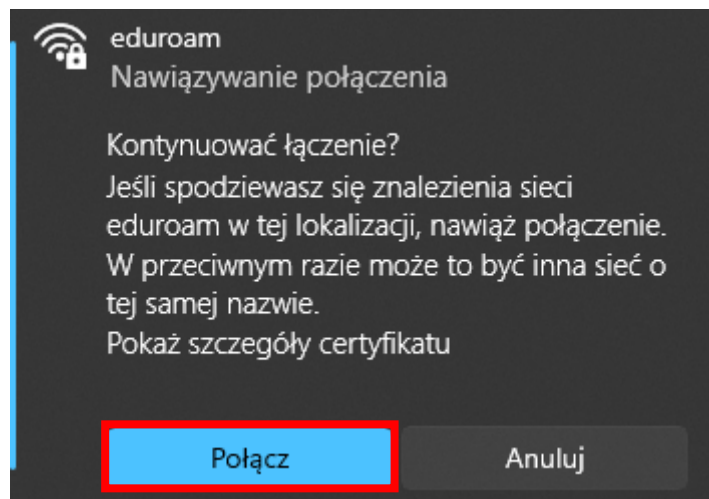 eduroam
Nawiązywanie połączenia
Kontynuować łączenie?
Jeśli spodziewasz się znalezienia sieci
eduroam w tej lokalizacji, nawiąż połączenie.
W przeciwnym razie może to być inna sieć o
tej samej nazwie.
Pokaż szczegóły certyfikatu
Połącz
Anuluj